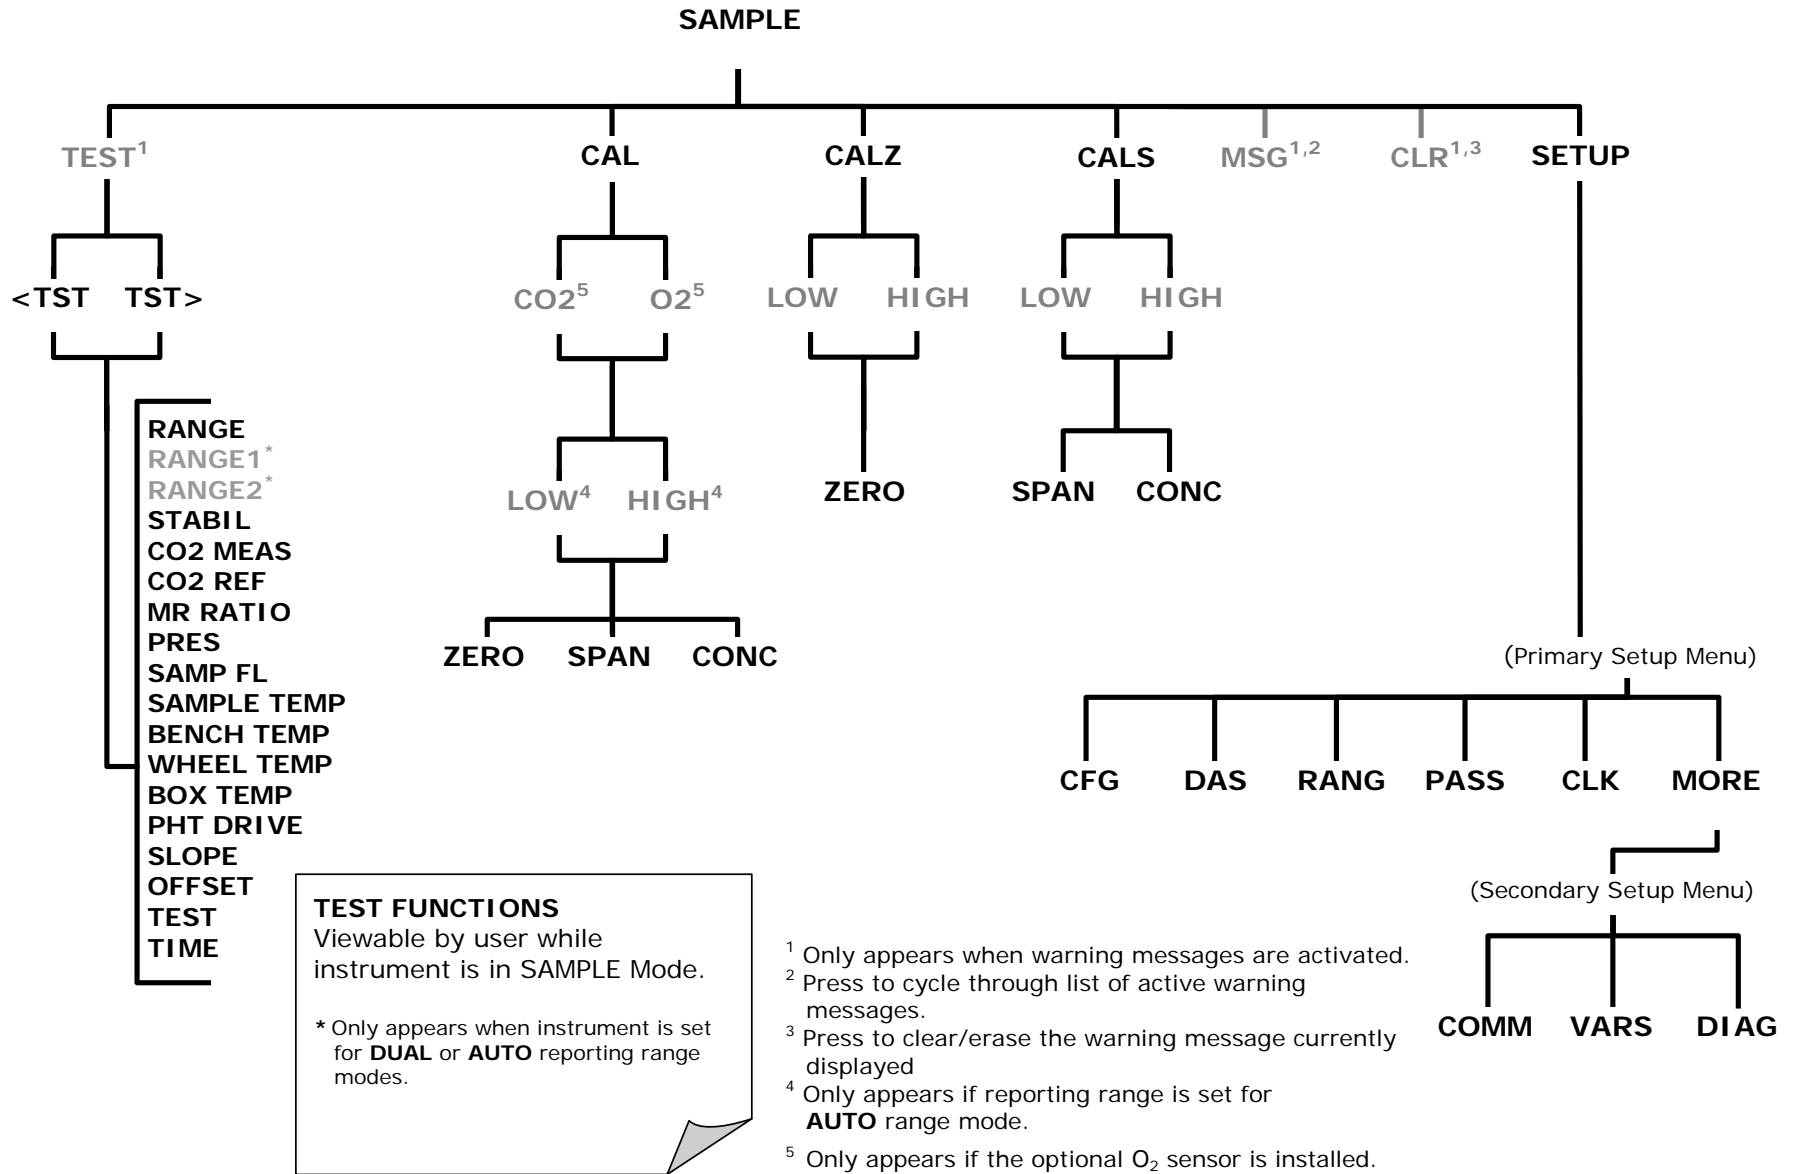 SAMPLE
TEST1 CAL CALZ CALS MSG1,2 CLR1,3 SETUP
<TST TST> CO25 O25 LOW HIGH LOW HIGH
RANGE
RANGE1*
RANGE2*
STABIL
CO2 MEAS
CO2 REF
MR RATIO
PRES
SAMP FL
SAMPLE TEMP
BENCH TEMP
WHEEL TEMP
BOX TEMP
PHT DRIVE
SLOPE
OFFSET
TEST
TIME
LOW4 HIGH4
ZERO SPAN CONC
ZERO
SPAN CONC
(Primary Setup Menu)
CFG DAS RANG PASS CLK MORE
(Secondary Setup Menu)
COMM VARS DIAG
TEST FUNCTIONS
Viewable by user while
instrument is in SAMPLE Mode.
* Only appears when instrument is set
for DUAL or AUTO reporting range
modes.
1 Only appears when warning messages are activated.
2 Press to cycle through list of active warning
messages.
3 Press to clear/erase the warning message currently
displayed
4 Only appears if reporting range is set for
AUTO range mode.
5 Only appears if the optional O2 sensor is installed.